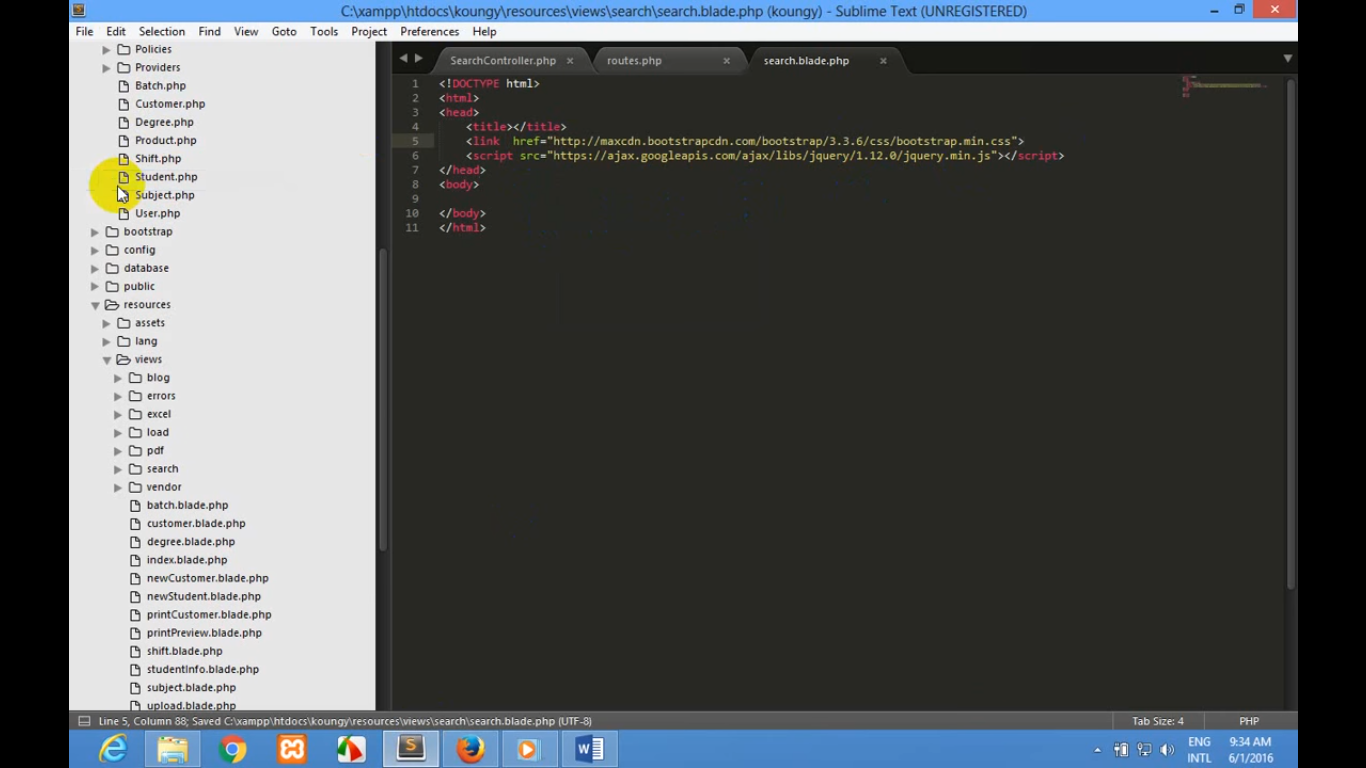 C:\xampp\htdocs\koungy\resources\views\search\search.blade.php (koungy) - Sublime Text (UNREGISTERED)
File Edit Selection Find View Goto Tools Project Preferences Help
Policies
Providers
Batch.php
Customer.php
Degree.php
Product.php
Shift.php
Student.php
Subject.php
User.php
bootstrap
config
database
public
resources
assets
lang
views
blog
errors
excel
load
pdf
search
vendor
batch.blade.php
customer.blade.php
degree.blade.php
index.blade.php
newCustomer.blade.php
newStudent.blade.php
printCustomer.blade.php
printPreview.blade.php
shift.blade.php
studentInfo.blade.php
subject.blade.php
upload.blade.php
SearchController.php × routes.php × search.blade.php ×
1 <!DOCTYPE html>
2 <html>
3 <head>
4 <title></title>
5 <link  href="http://maxcdn.bootstrapcdn.com/bootstrap/3.3.6/css/bootstrap.min.css">
6 <script src="https://ajax.googleapis.com/ajax/libs/jquery/1.12.0/jquery.min.js"></script>
7 </head>
8 <body>
9
10 </body>
11 </html>
Line 5, Column 88; Saved C:\xampp\htdocs\koungy\resources\views\search\search.blade.php (UTF-8) Tab Size: 4 PHP
ENG 9:34 AM
INTL 6/1/2016